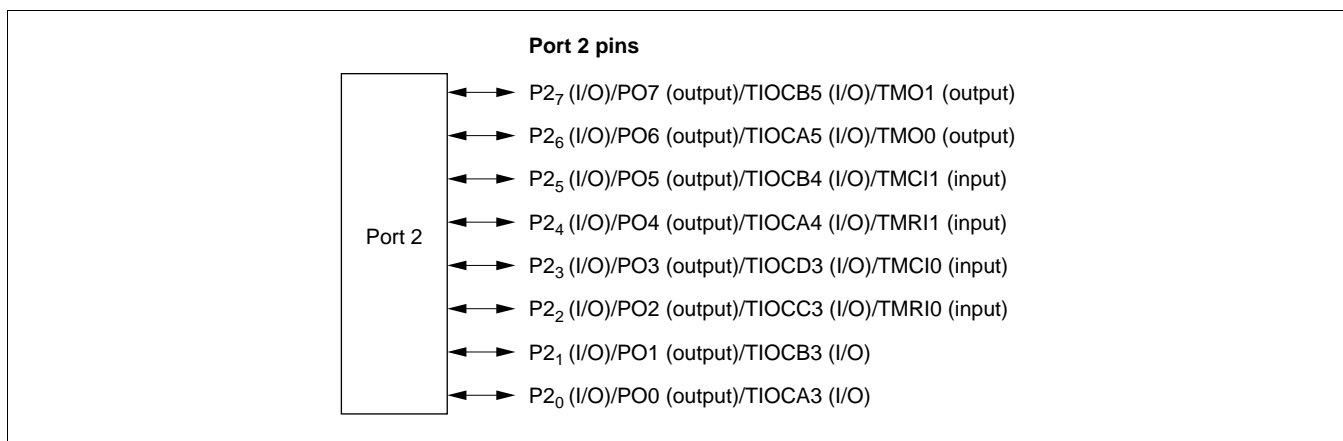 Port 2 pins
P2₇ (I/O)/PO7 (output)/TIOCB5 (I/O)/TMO1 (output)
P2₆ (I/O)/PO6 (output)/TIOCA5 (I/O)/TMO0 (output)
P2₅ (I/O)/PO5 (output)/TIOCB4 (I/O)/TMCI1 (input)
P2₄ (I/O)/PO4 (output)/TIOCA4 (I/O)/TMRI1 (input)
Port 2
P2₃ (I/O)/PO3 (output)/TIOCD3 (I/O)/TMCI0 (input)
P2₂ (I/O)/PO2 (output)/TIOCC3 (I/O)/TMRI0 (input)
P2₁ (I/O)/PO1 (output)/TIOCB3 (I/O)
P2₀ (I/O)/PO0 (output)/TIOCA3 (I/O)